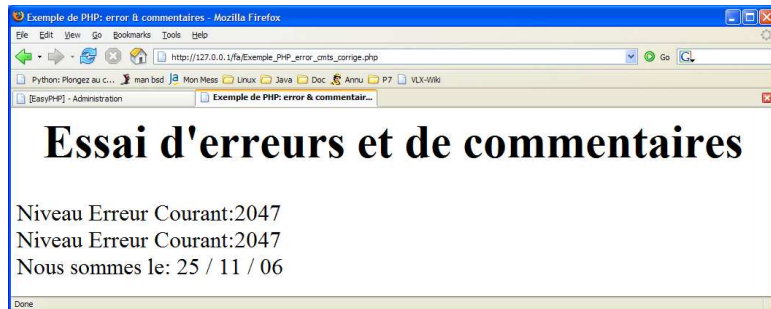 Exemple de PHP: error & commentaires - Mozilla Firefox
File Edit View Go Bookmarks Tools Help
http://127.0.0.1/fa/Exemple_PHP_error_cmts_corrige.php Go
Python: Plongez au c... man bsd Mon Mess Linux Java Doc Annu P7 VLX-Wiki
[EasyPHP] - Administration Exemple de PHP: error & commentair...
Essai d'erreurs et de commentaires
Niveau Erreur Courant:2047
Niveau Erreur Courant:2047
Nous sommes le: 25 / 11 / 06
Done